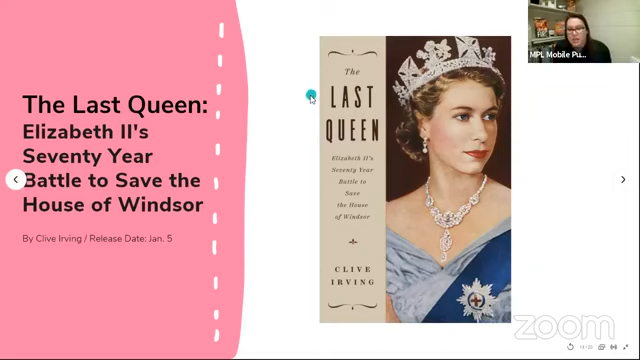 The Last Queen:
Elizabeth II's
Seventy Year
Battle to Save the
House of Windsor
By Clive Irving / Release Date: Jan. 5
The
LAST
QUEEN
Elizabeth II's
Seventy Year
Battle to
Save
the House
of Windsor
CLIVE
IRVING
MPL Mobile Pu...
zoom